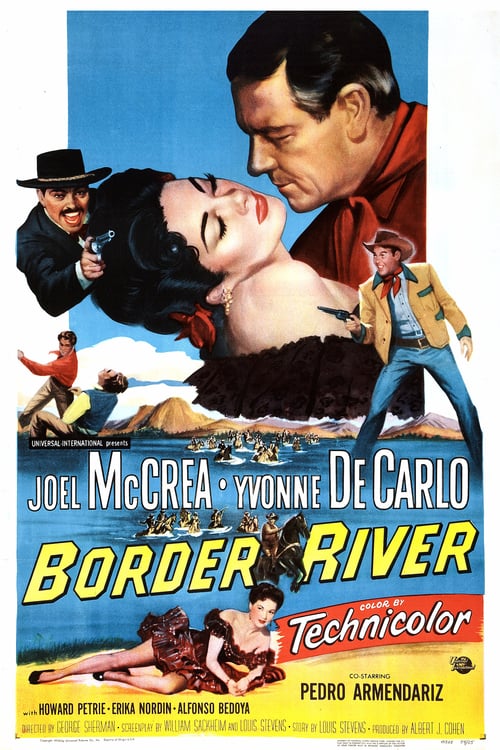 UNIVERSAL-INTERNATIONAL presents
JOEL McCREA · YVONNE DE CARLO
BORDER RIVER
COLOR BY
Technicolor
CO-STARRING
PEDRO ARMENDARIZ
with HOWARD PETRIE · ERIKA NORDIN · ALFONSO BEDOYA
DIRECTED BY GEORGE SHERMAN · SCREENPLAY BY WILLIAM SACKHEIM AND LOUIS STEVENS · STORY BY LOUIS STEVENS · PRODUCED BY ALBERT J. COHEN